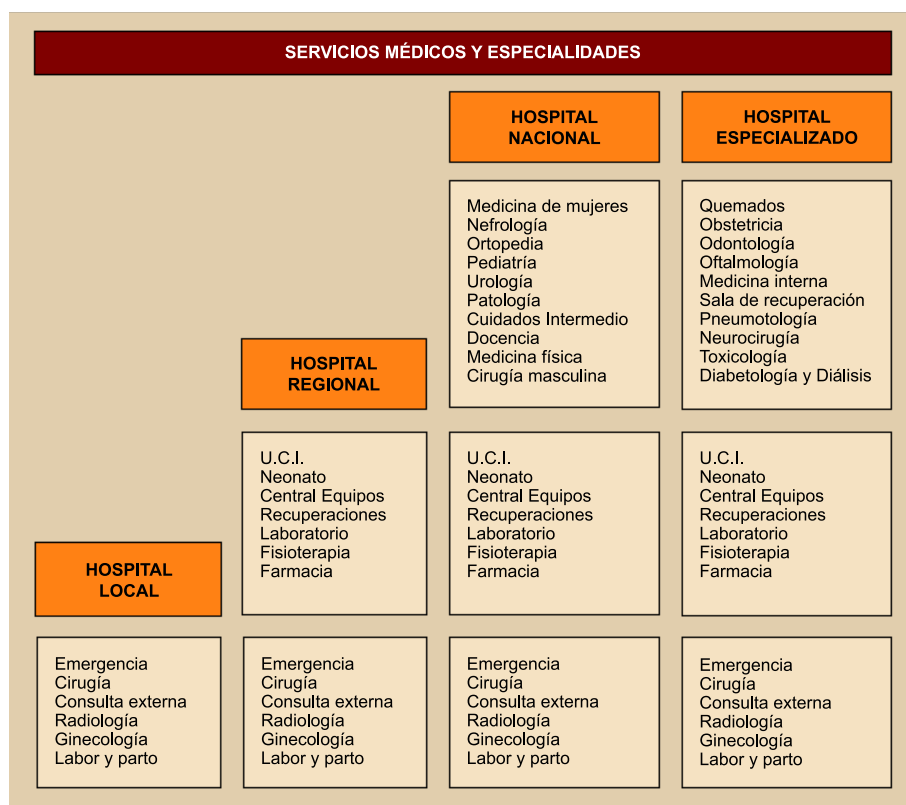 SERVICIOS MÉDICOS Y ESPECIALIDADES
HOSPITAL
NACIONAL
HOSPITAL
ESPECIALIZADO
Medicina de mujeres
Nefrología
Ortopedia
Pediatría
Urología
Patología
Cuidados Intermedio
Docencia
Medicina física
Cirugía masculina
Quemados
Obstetricia
Odontología
Oftalmología
Medicina interna
Sala de recuperación
Pneumotología
Neurocirugía
Toxicología
Diabetología y Diálisis
HOSPITAL
REGIONAL
U.C.I.
Neonato
Central Equipos
Recuperaciones
Laboratorio
Fisioterapia
Farmacia
U.C.I.
Neonato
Central Equipos
Recuperaciones
Laboratorio
Fisioterapia
Farmacia
U.C.I.
Neonato
Central Equipos
Recuperaciones
Laboratorio
Fisioterapia
Farmacia
HOSPITAL
LOCAL
Emergencia
Cirugía
Consulta externa
Radiología
Ginecología
Labor y parto
Emergencia
Cirugía
Consulta externa
Radiología
Ginecología
Labor y parto
Emergencia
Cirugía
Consulta externa
Radiología
Ginecología
Labor y parto
Emergencia
Cirugía
Consulta externa
Radiología
Ginecología
Labor y parto